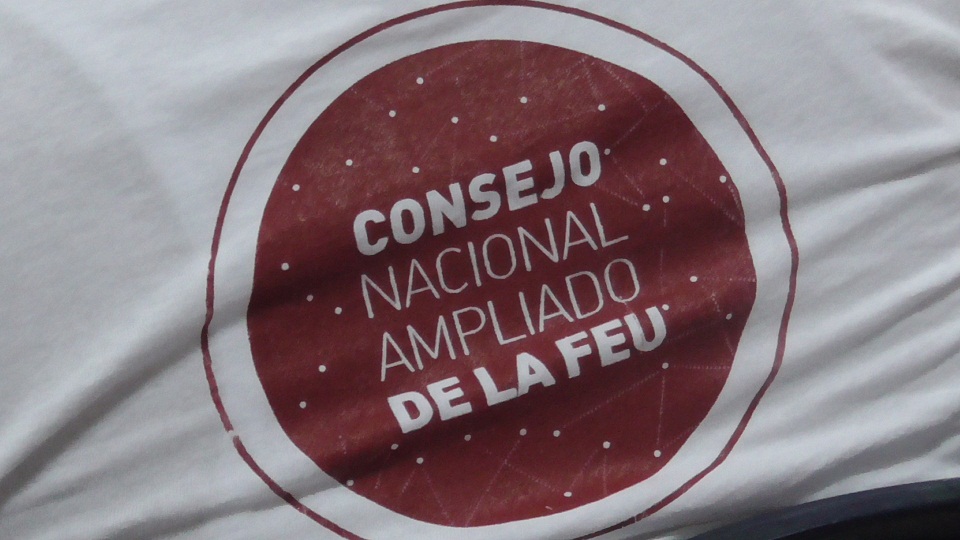 CONSEJO
NACIONAL
AMPLIADO
DE LA FEU